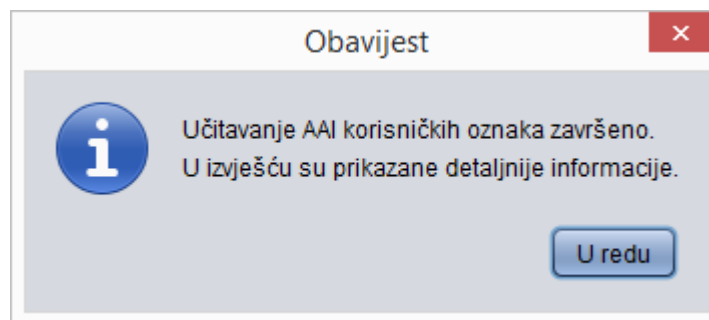 Obavijest
Učitavanje AAI korisničkih oznaka završeno.
U izvješću su prikazane detaljnije informacije.
U redu